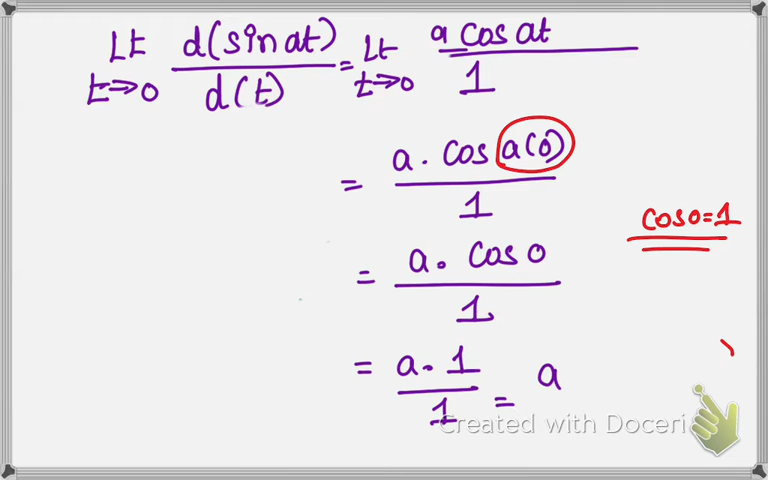 Lt t→0 d(sin at)/d(t) = Lt t→0 a cos at/1
= a . cos a(0)/1
cos0=1
= a . cos 0/1
= a . 1/1 = a
Created with Doceri